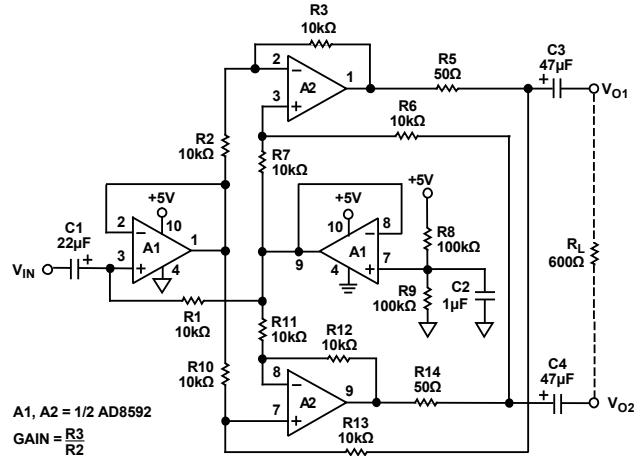 R3
10kΩ
2
3
A2
1
R5
50Ω
C3
47µF
+
VO1
R6
10kΩ
R2
10kΩ
R7
10kΩ
+5V
+5V
+5V
2
10
A1
3
4
1
C1
22µF
+
VIN
10
8
A1
9
4
7
R8
100kΩ
R9
100kΩ
C2
1µF
RL
600Ω
R1
10kΩ
R11
10kΩ
R12
10kΩ
R10
10kΩ
8
A2
7
9
R14
50Ω
C4
47µF
+
VO2
R13
10kΩ
A1, A2 = 1/2 AD8592
GAIN = R3
R2